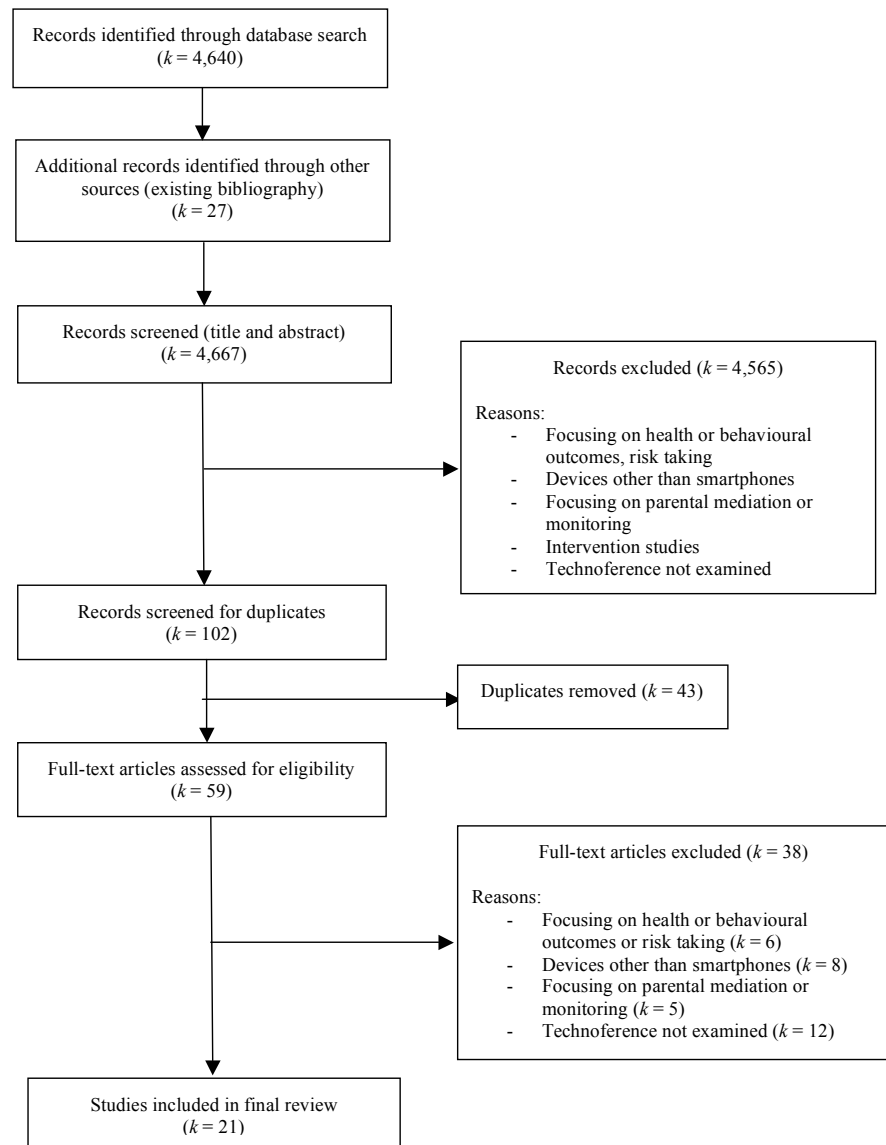 Records identified through database search
(k = 4,640)
Additional records identified through other
sources (existing bibliography)
(k = 27)
Records screened (title and abstract)
(k = 4,667)
Records excluded (k = 4,565)
Reasons:
- Focusing on health or behavioural
outcomes, risk taking
- Devices other than smartphones
- Focusing on parental mediation or
monitoring
- Intervention studies
- Technoference not examined
Records screened for duplicates
(k = 102)
Duplicates removed (k = 43)
Full-text articles assessed for eligibility
(k = 59)
Full-text articles excluded (k = 38)
Reasons:
- Focusing on health or behavioural
outcomes or risk taking (k = 6)
- Devices other than smartphones (k = 8)
- Focusing on parental mediation or
monitoring (k = 5)
- Technoference not examined (k = 12)
Studies included in final review
(k = 21)